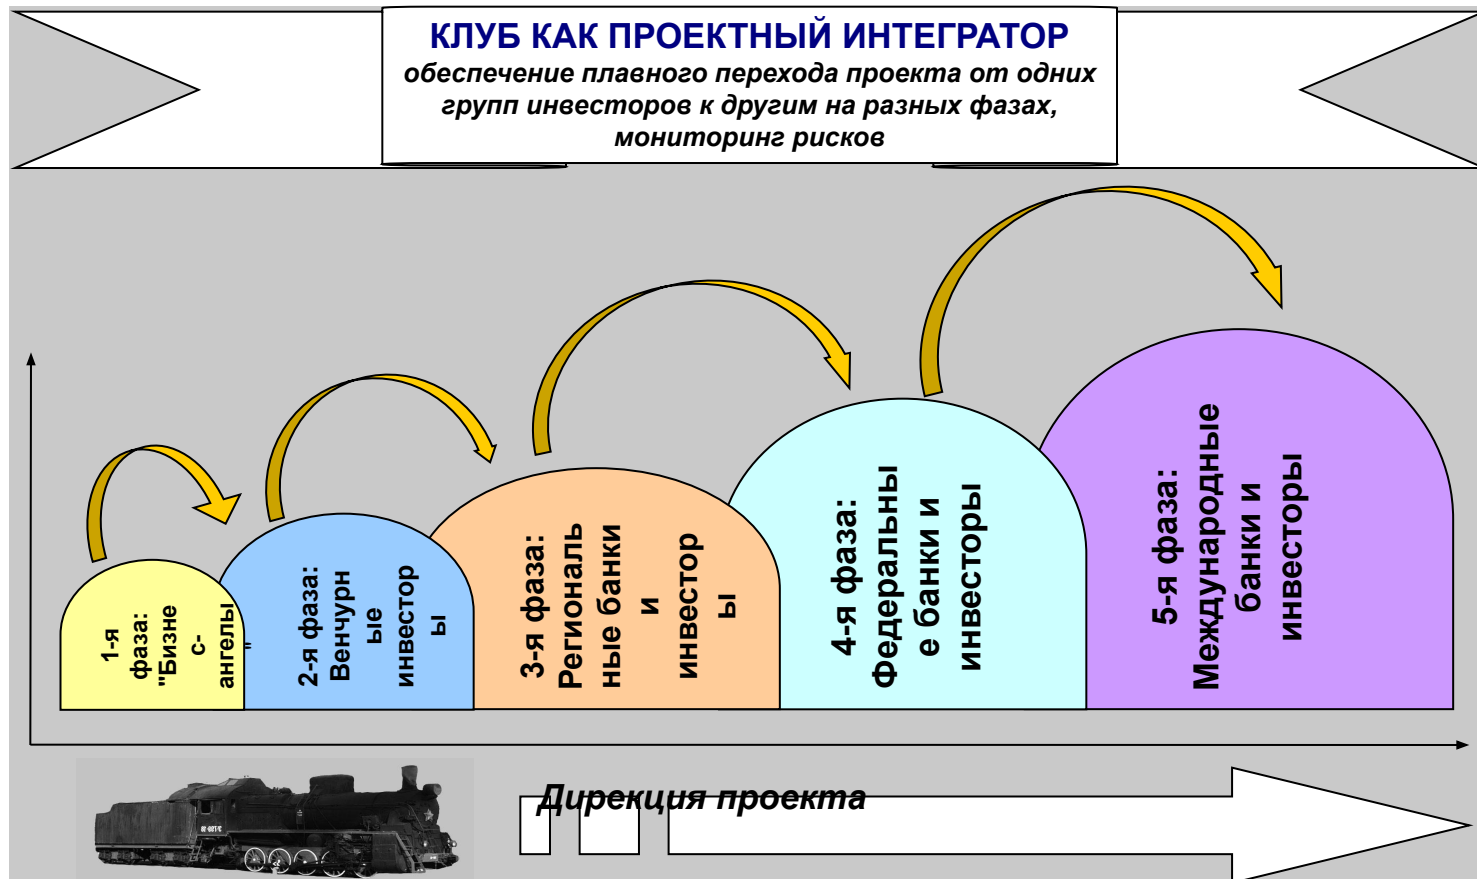 КЛУБ КАК ПРОЕКТНЫЙ ИНТЕГРАТОР
обеспечение плавного перехода проекта от одних
групп инвесторов к другим на разных фазах,
мониторинг рисков
1-я
фаза:
"Бизне
с-
ангелы
"
2-я фаза:
Венчурн
ые
инвестор
ы
3-я фаза:
Региональ
ные банки
и
инвестор
ы
4-я фаза:
Федеральны
е банки и
инвесторы
5-я фаза:
Международные
банки и
инвесторы
Дирекция проекта